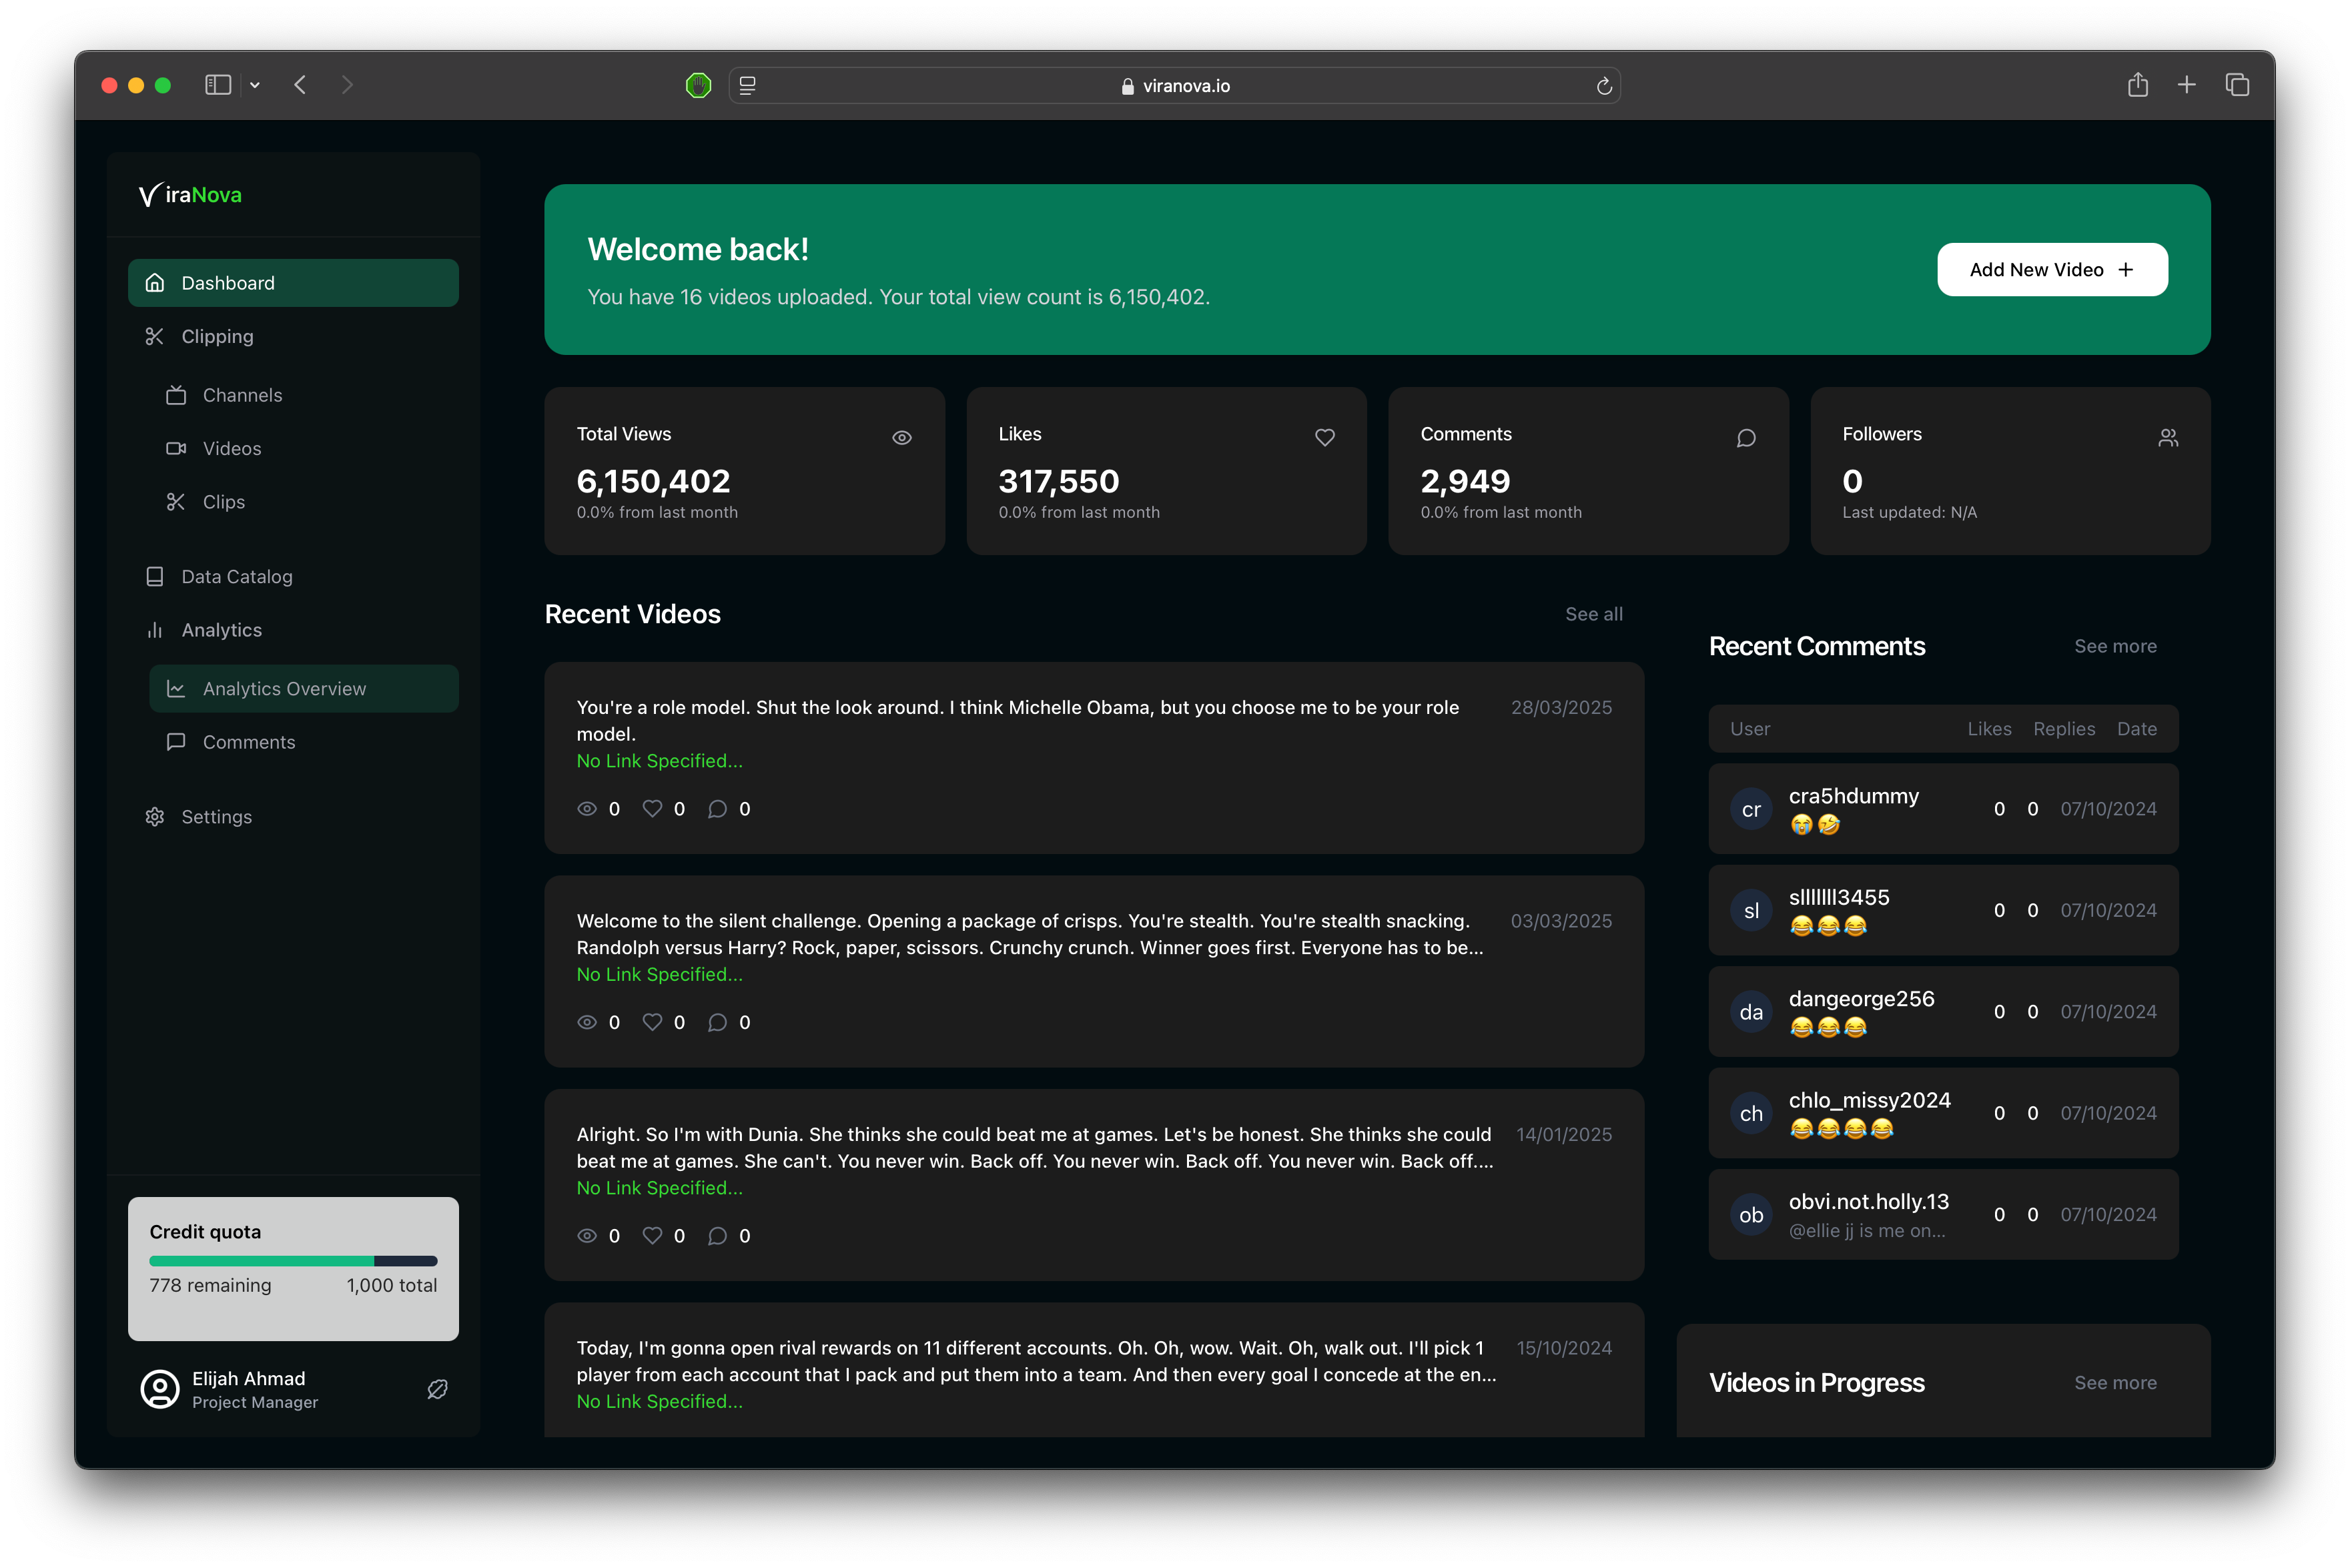 viranova.io
ViraNova
Dashboard
Clipping
Channels
Videos
Clips
Data Catalog
Analytics
Analytics Overview
Comments
Settings
Credit quota
778 remaining
1,000 total
Elijah Ahmad
Project Manager
Welcome back!
You have 16 videos uploaded. Your total view count is 6,150,402.
Add New Video
Total Views
6,150,402
0.0% from last month
Likes
317,550
0.0% from last month
Comments
2,949
0.0% from last month
Followers
0
Last updated: N/A
Recent Videos
See all
You're a role model. Shut the look around. I think Michelle Obama, but you choose me to be your role
model.
28/03/2025
No Link Specified...
0 0 0
Welcome to the silent challenge. Opening a package of crisps. You're stealth. You're stealth snacking.
Randolph versus Harry? Rock, paper, scissors. Crunchy crunch. Winner goes first. Everyone has to be...
03/03/2025
No Link Specified...
0 0 0
Alright. So I'm with Dunia. She thinks she could beat me at games. Let's be honest. She thinks she could
beat me at games. She can't. You never win. Back off. You never win. Back off. You never win. Back off....
14/01/2025
No Link Specified...
0 0 0
Today, I'm gonna open rival rewards on 11 different accounts. Oh. Oh, wow. Wait. Oh, walk out. I'll pick 1
player from each account that I pack and put them into a team. And then every goal I concede at the en...
15/10/2024
No Link Specified...
Recent Comments
See more
User Likes Replies Date
cr cra5hdummy 0 0 07/10/2024
😭🤣
sl slllllll3455 0 0 07/10/2024
😂😂😂
da dangeorge256 0 0 07/10/2024
😂😂😂
ch chlo_missy2024 0 0 07/10/2024
😂😂😂😂
ob obvi.not.holly.13 0 0 07/10/2024
@ellie jj is me on...
Videos in Progress
See more